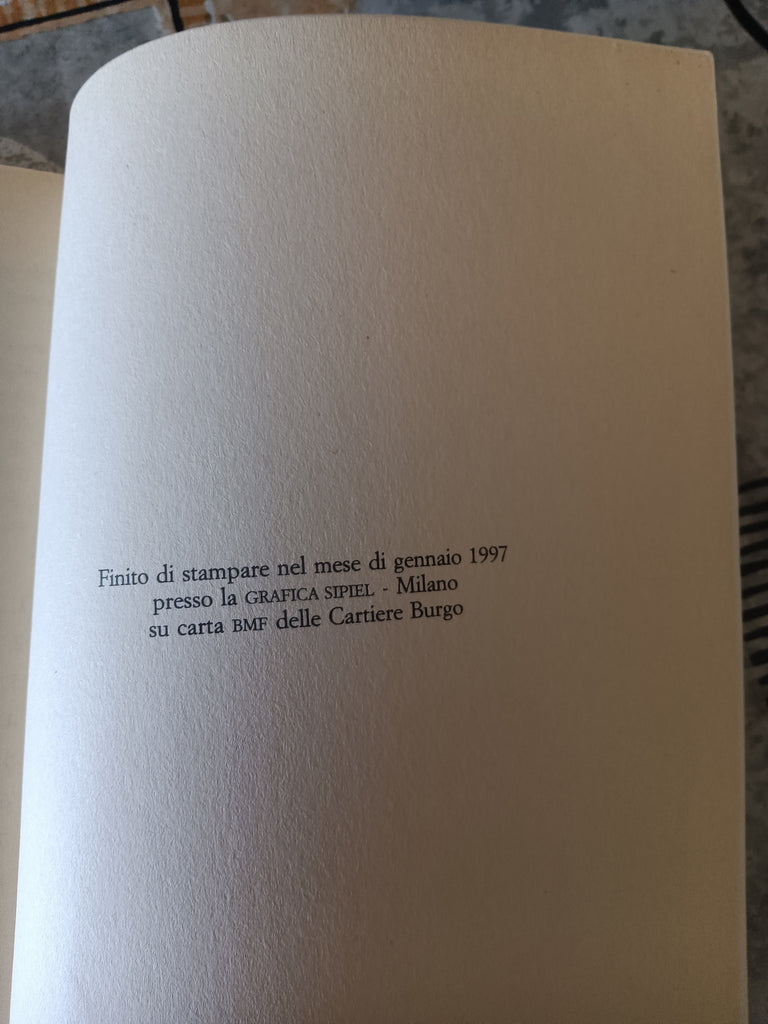 Finito di stampare nel mese di gennaio 1997
presso la GRAFICA SIPIEL - Milano
su carta BMF delle Cartiere Burgo